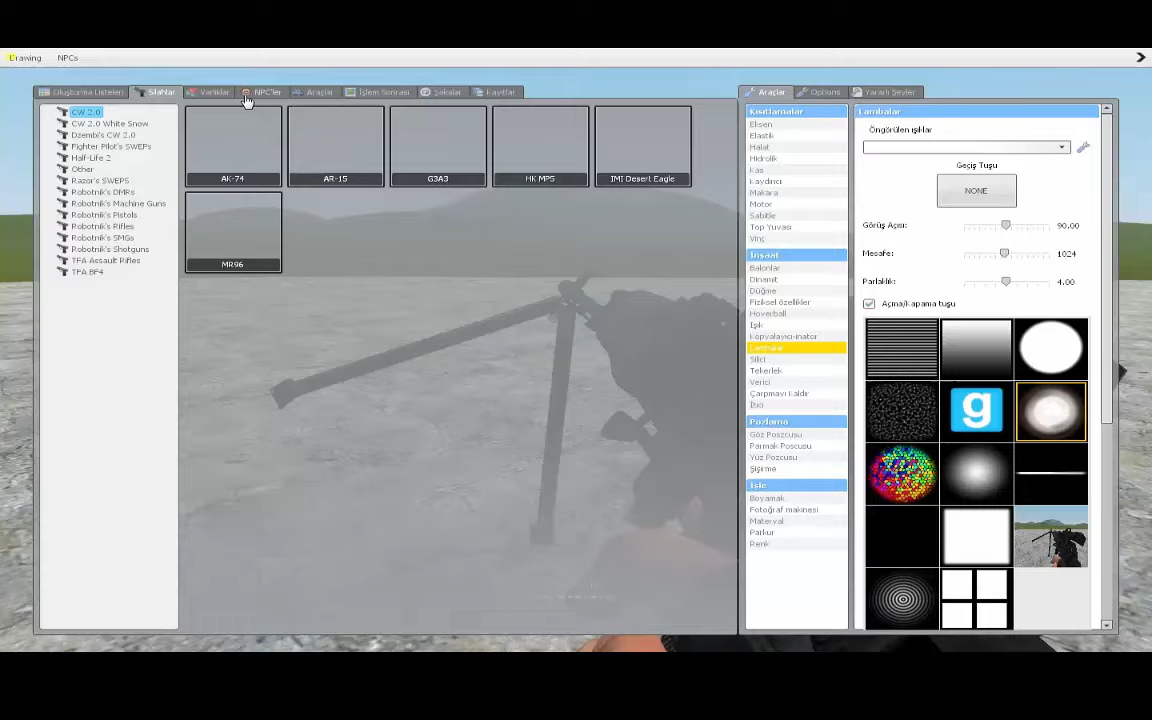 Drawing NPCs
Oluşturma Listeleri Silahlar Varlıklar NPC'ler Araçlar İşlem Sonrası Şakalar Kayıtlar
CW 2.0
CW 2.0 White Snow
Dzembi's CW 2.0
Fighter Pilot's SWEPs
Half-Life 2
Other
Razor's SWEPS
Robotnik's DMRs
Robotnik's Machine Guns
Robotnik's Pistols
Robotnik's Rifles
Robotnik's SMGs
Robotnik's Shotguns
TFA Assault Rifles
TFA BF4
AK-74 AR-15 G3A3 HK MP5 IMI Desert Eagle
MR96
Araçlar Options Yararlı Şeyler
Kısıtlamalar
Eksen
Elastik
Halat
Hidrolik
Kas
Kaydırıcı
Makara
Motor
Sabitle
Top Yuvası
Vinç
İnşaat
Balonlar
Dinamit
Düğme
Fiziksel özellikler
Hoverball
Işık
Kopyalayıcı-inator
Lambalar
Silici
Tekerlek
Verici
Çarpmayı Kaldır
İtici
Pozlama
Göz Pozcusu
Parmak Pozcusu
Yüz Pozcusu
Şişirme
İşle
Boyamak
Fotoğraf makinesi
Materyal
Parkur
Renk
Lambalar
Öngörülen ışıklar
Geçiş Tuşu
NONE
Görüş Açısı: 90.00
Mesafe: 1024
Parlaklık: 4.00
Açma/Kapama tuşu
g